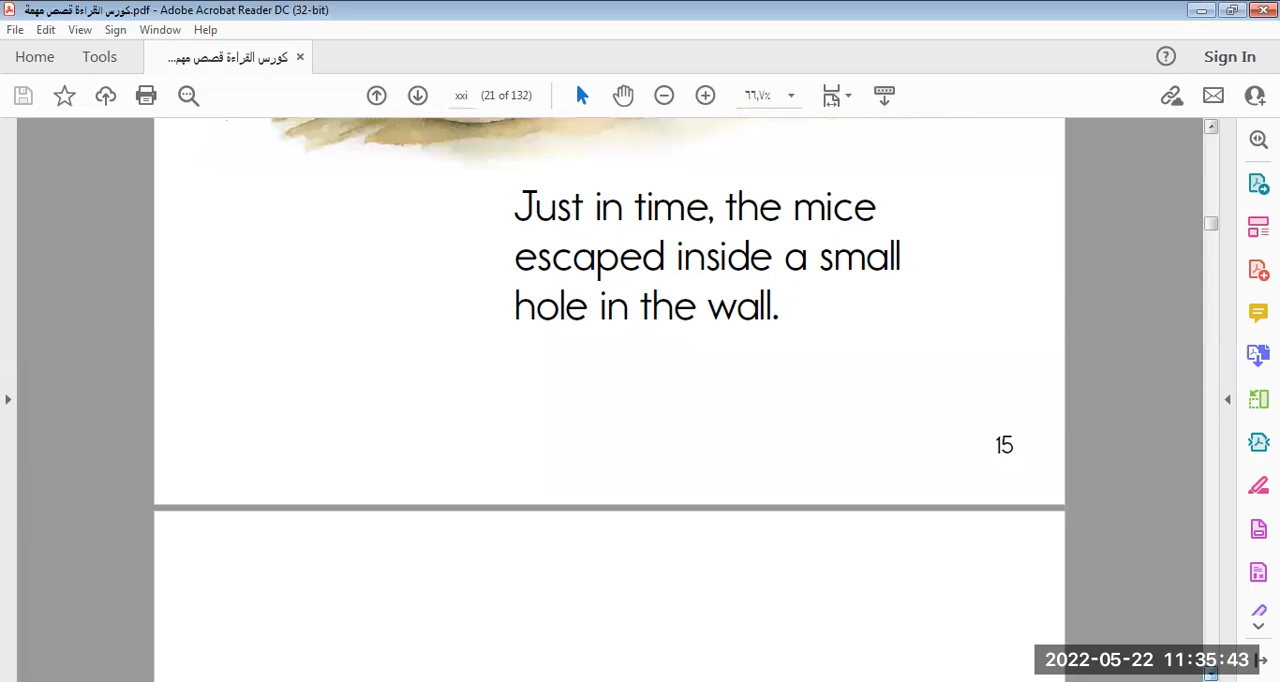 كورس القراءة قصص مهمة.pdf - Adobe Acrobat Reader DC (32-bit)
File Edit View Sign Window Help
Home Tools كورس القراءة قصص مهم... × Sign In
xxi (21 of 132) ٦٦,٧٪
Just in time, the mice
escaped inside a small
hole in the wall.
15
2022-05-22 11:35:43